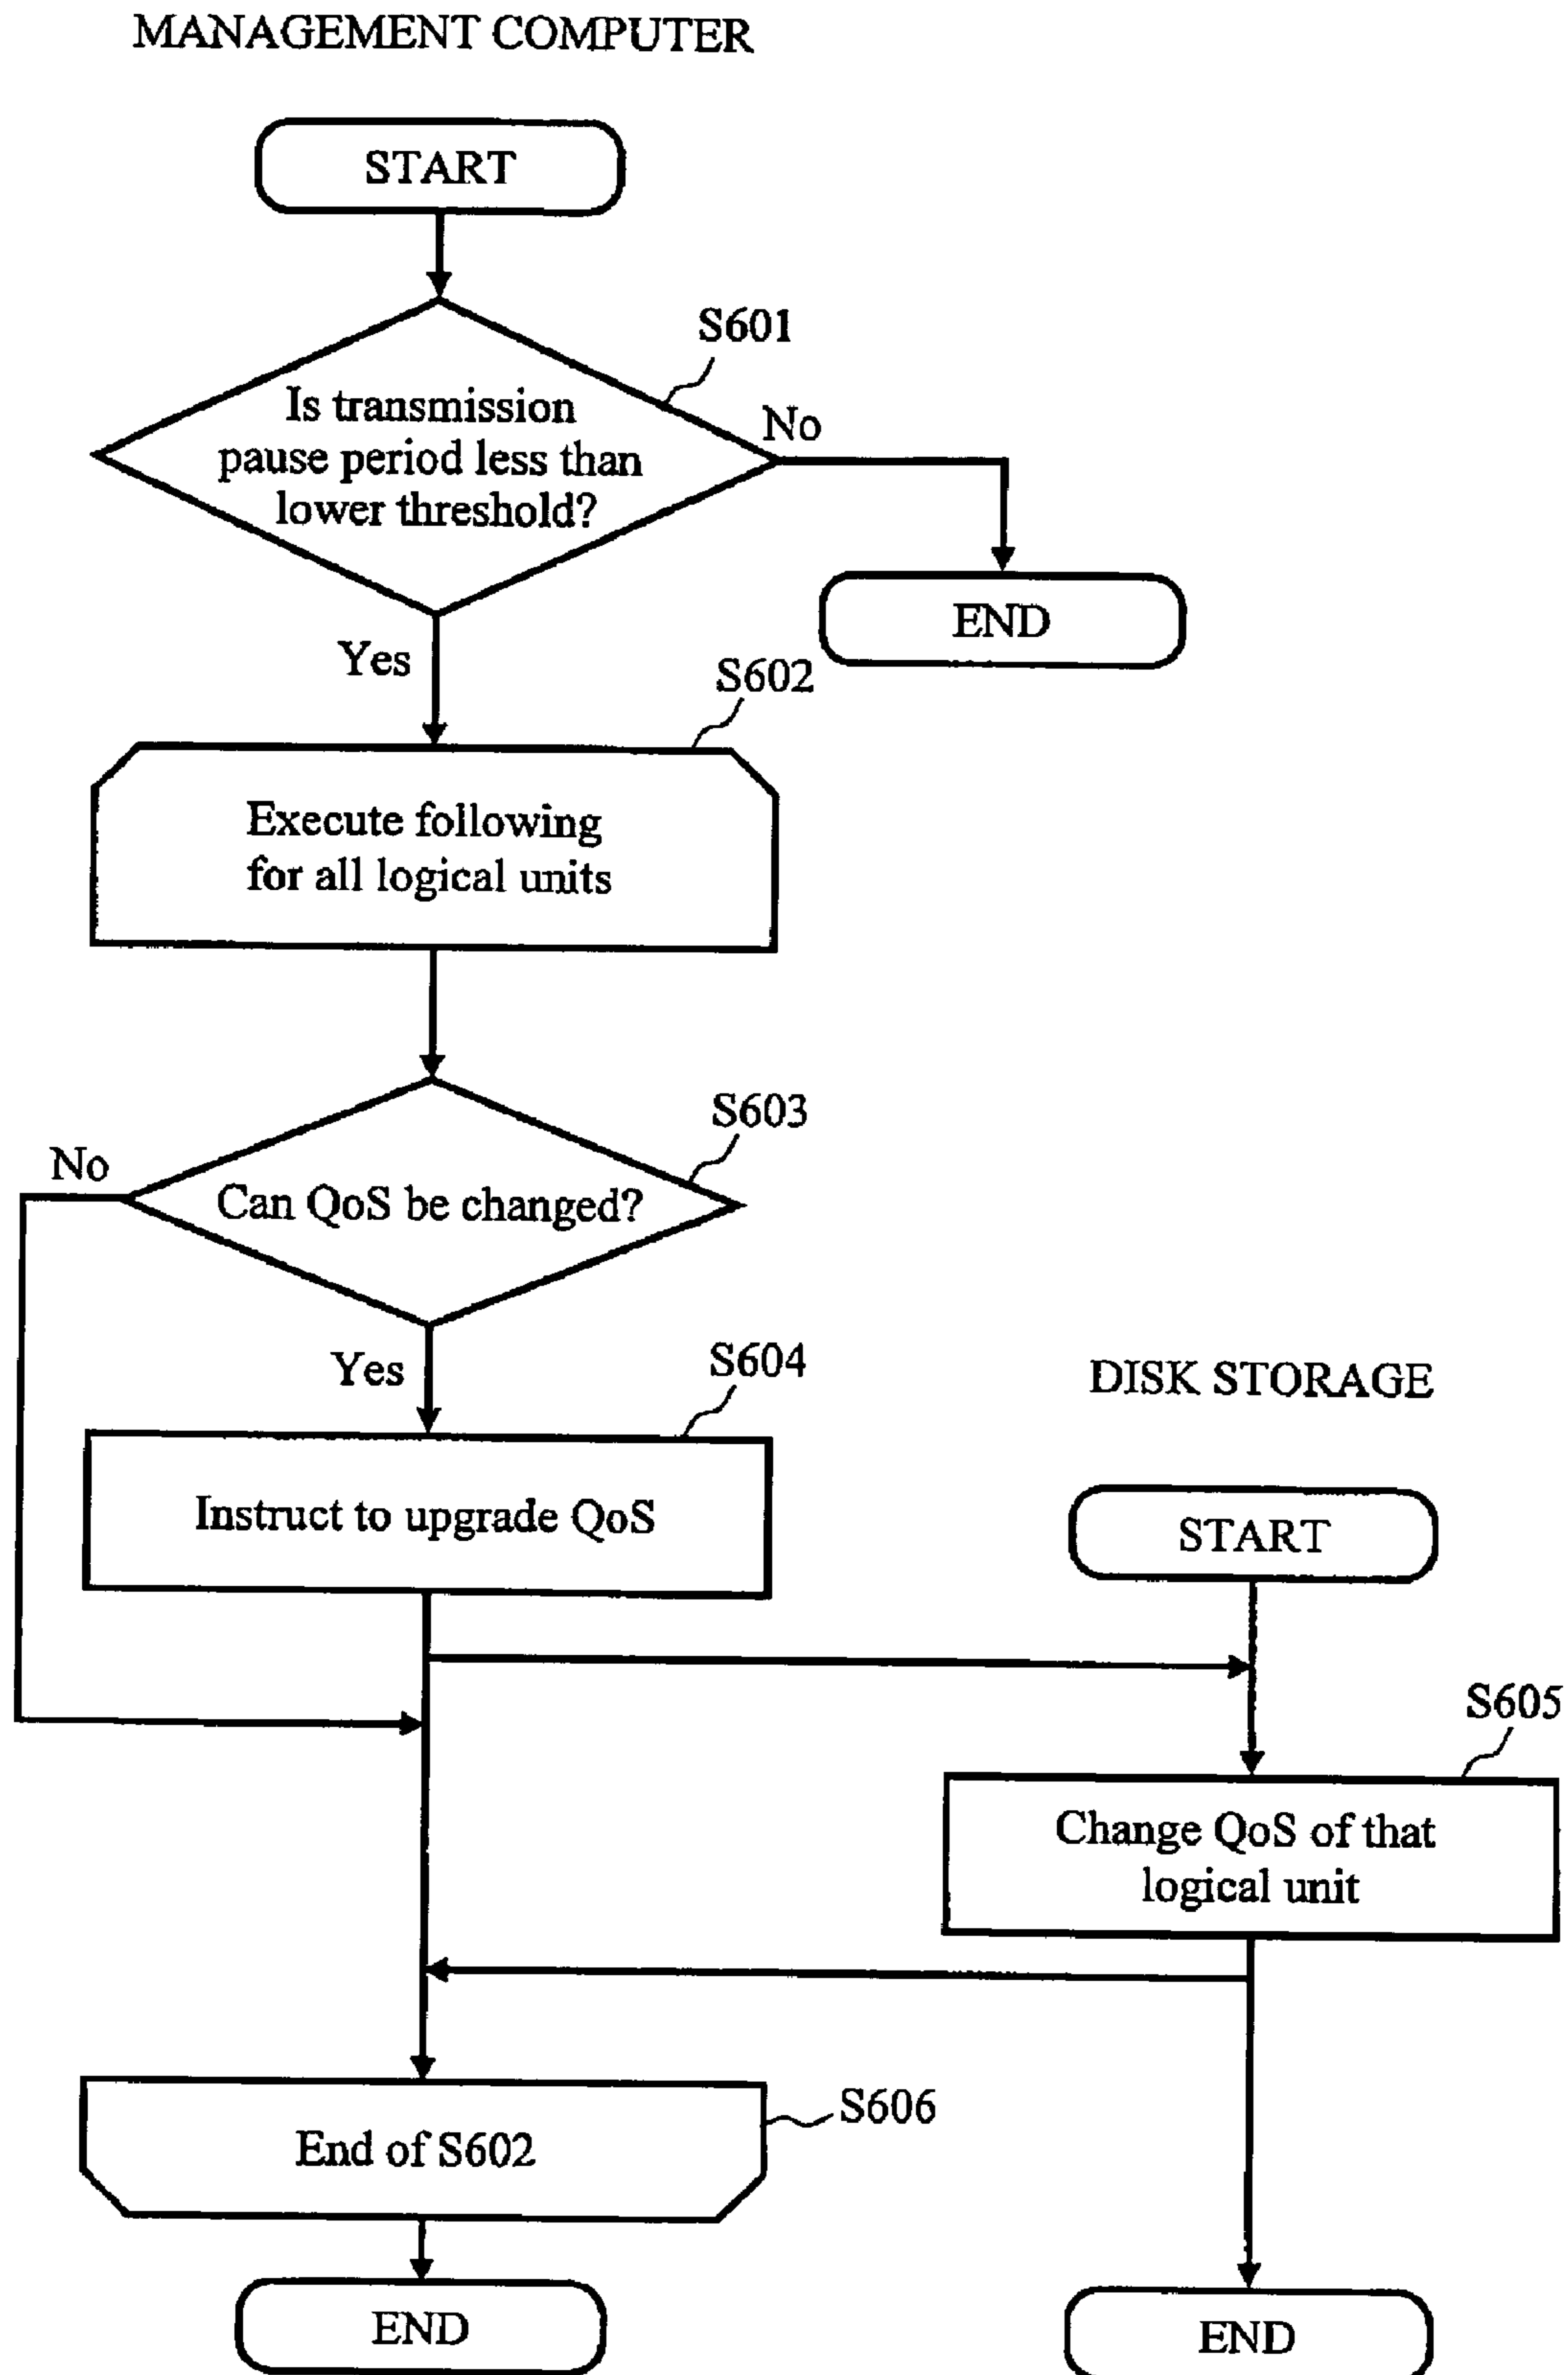 MANAGEMENT COMPUTER
START
S601
Is transmission
pause period less than
lower threshold?
No
END
Yes
S602
Execute following
for all logical units
S603
No
Can QoS be changed?
Yes
S604
DISK STORAGE
Instruct to upgrade QoS
START
S605
Change QoS of that
logical unit
S606
End of S602
END
END